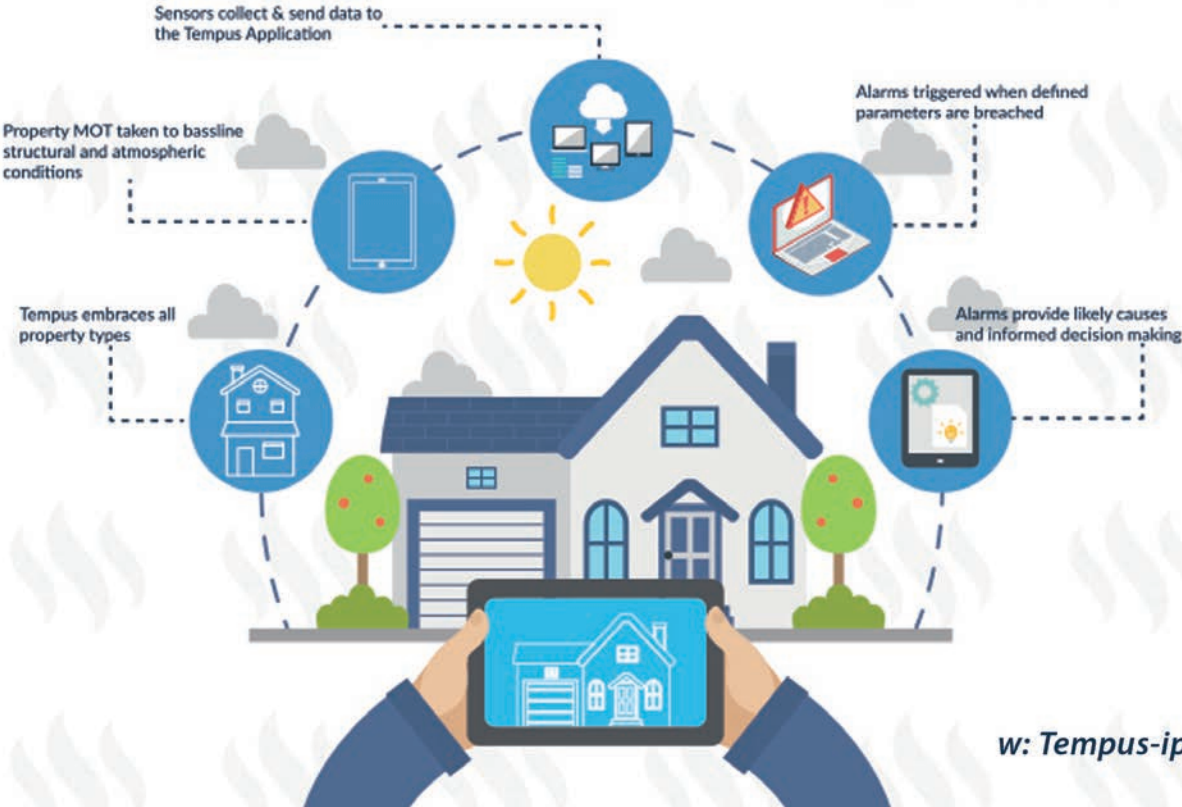 Sensors collect & send data to
the Tempus Application
Alarms triggered when defined
parameters are breached
Property MOT taken to bassline
structural and atmospheric
conditions
Tempus embraces all
property types
Alarms provide likely causes
and informed decision making
w: Tempus-ip